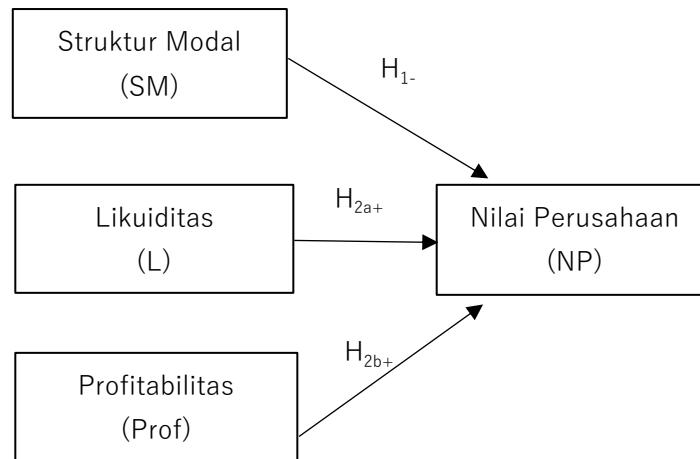 Struktur Modal
(SM)
H1-
Likuiditas
(L)
H2a+
Nilai Perusahaan
(NP)
Profitabilitas
(Prof)
H2b+